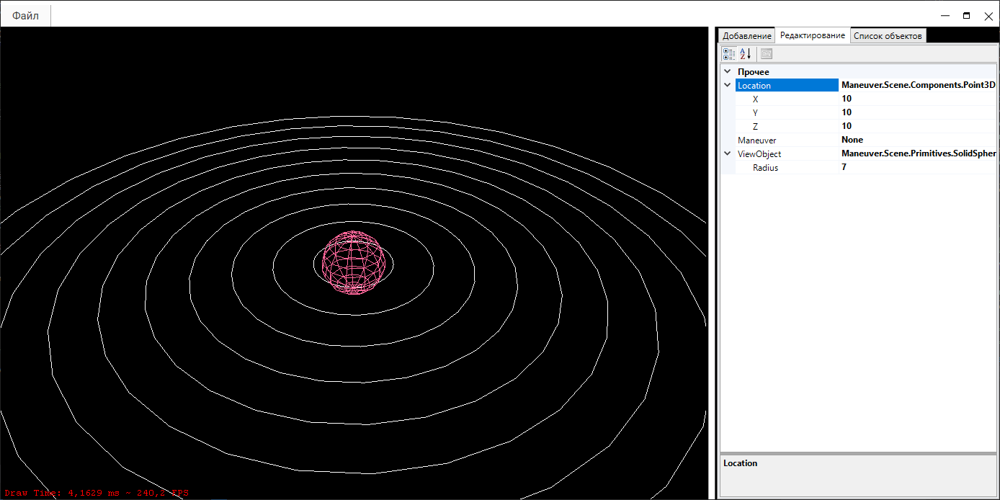 Файл
Добавление Редактирование Список объектов
Прочее
Location Maneuver.Scene.Components.Point3D
X 10
Y 10
Z 10
Maneuver None
ViewObject Maneuver.Scene.Primitives.SolidSpher
Radius 7
Location
Draw Time: 4,1629 ms ~ 240,2 FPS